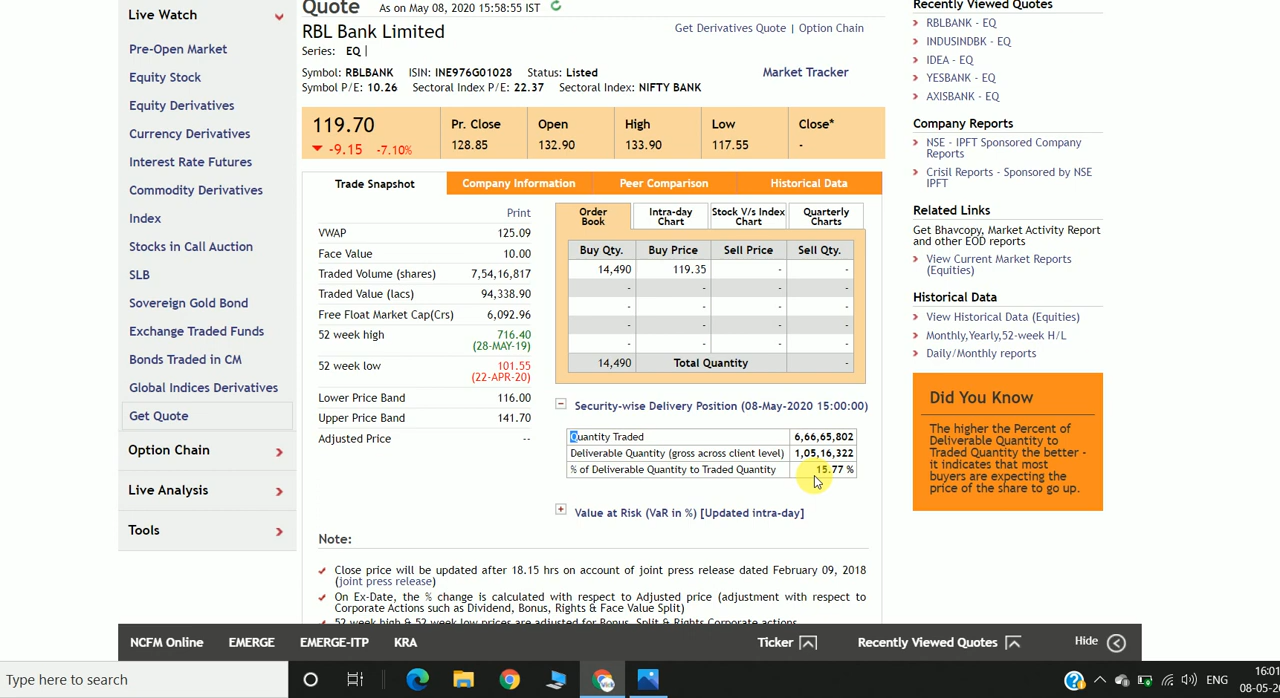 Live Watch
Pre-Open Market
Equity Stock
Equity Derivatives
Currency Derivatives
Interest Rate Futures
Commodity Derivatives
Index
Stocks in Call Auction
SLB
Sovereign Gold Bond
Exchange Traded Funds
Bonds Traded in CM
Global Indices Derivatives
Get Quote
Option Chain
Live Analysis
Tools
Quote As on May 08, 2020 15:58:55 IST
RBL Bank Limited
Get Derivatives Quote | Option Chain
Series: EQ |
Symbol: RBLBANK ISIN: INE976G01028 Status: Listed
Market Tracker
Symbol P/E: 10.26 Sectoral Index P/E: 22.37 Sectoral Index: NIFTY BANK
119.70 Pr. Close Open High Low Close*
-9.15 -7.10% 128.85 132.90 133.90 117.55 -
Trade Snapshot Company Information Peer Comparison Historical Data
Print
VWAP 125.09
Face Value 10.00
Traded Volume (shares) 7,54,16,817
Traded Value (lacs) 94,338.90
Free Float Market Cap(Crs) 6,092.96
52 week high 716.40
(28-MAY-19)
52 week low 101.55
(22-APR-20)
Lower Price Band 116.00
Upper Price Band 141.70
Adjusted Price --
Order Intra-day Stock V/s Index Quarterly
Book Chart Chart Charts
Buy Qty. Buy Price Sell Price Sell Qty.
14,490 119.35 - -
- - - -
- - - -
- - - -
- - - -
14,490 Total Quantity -
Security-wise Delivery Position (08-May-2020 15:00:00)
Quantity Traded 6,66,65,802
Deliverable Quantity (gross across client level) 1,05,16,322
% of Deliverable Quantity to Traded Quantity 15.77 %
Value at Risk (VaR in %) [Updated intra-day]
Note:
Close price will be updated after 18.15 hrs on account of joint press release dated February 09, 2018
(joint press release)
On Ex-Date, the % change is calculated with respect to Adjusted price (adjustment with respect to
Corporate Actions such as Dividend, Bonus, Rights & Face Value Split)
52 week high & 52 week low prices are adjusted for Bonus, Split & Rights Corporate actions
Recently Viewed Quotes
RBLBANK - EQ
INDUSINDBK - EQ
IDEA - EQ
YESBANK - EQ
AXISBANK - EQ
Company Reports
NSE - IPFT Sponsored Company
Reports
Crisil Reports - Sponsored by NSE
IPFT
Related Links
Get Bhavcopy, Market Activity Report
and other EOD reports
View Current Market Reports
(Equities)
Historical Data
View Historical Data (Equities)
Monthly,Yearly,52-week H/L
Daily/Monthly reports
Did You Know
The higher the Percent of
Deliverable Quantity to
Traded Quantity the better -
it indicates that most
buyers are expecting the
price of the share to go up.
NCFM Online EMERGE EMERGE-ITP KRA Ticker Recently Viewed Quotes Hide
Type here to search
ENG
16:01